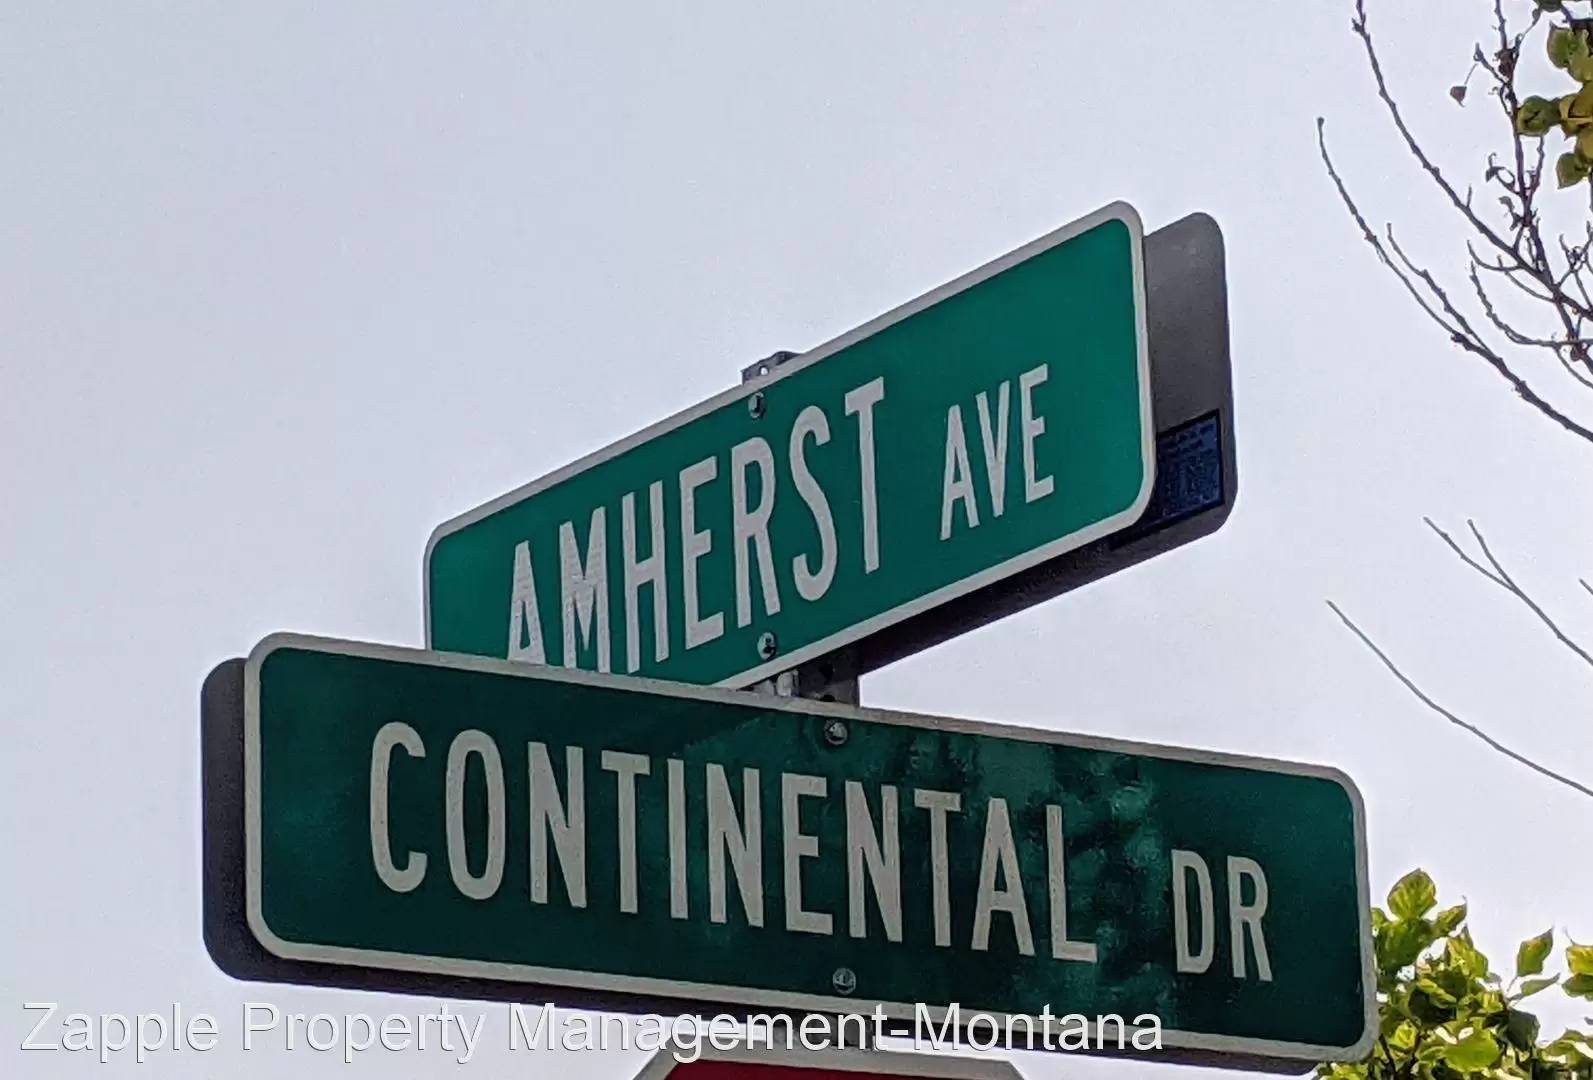 AMHERST AVE
CONTINENTAL DR
Zapple Property Management-Montana